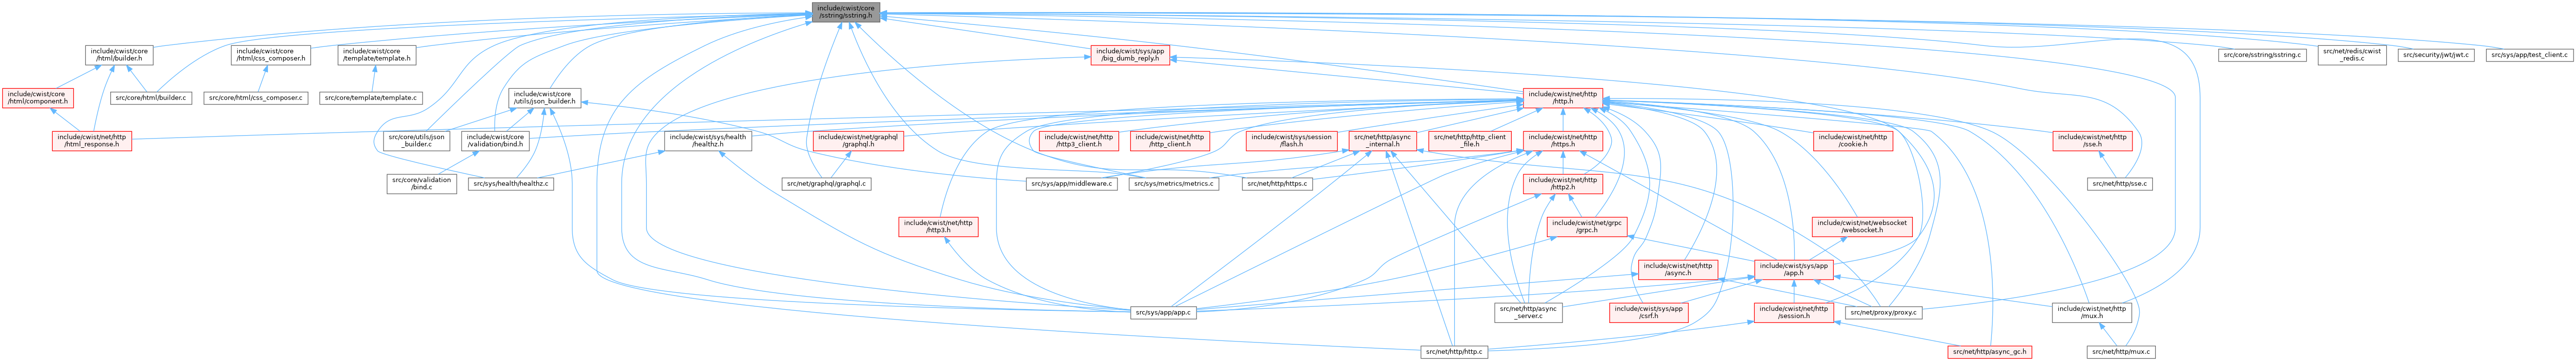 include/cwist/core
/sstring/sstring.h
include/cwist/core
/html/builder.h
include/cwist/core
/html/css_composer.h
include/cwist/core
/template/template.h
include/cwist/sys/app
/big_dumb_reply.h
src/core/sstring/sstring.c
src/net/redis/cwist
_redis.c
src/security/jwt/jwt.c
src/sys/app/test_client.c
include/cwist/core
/html/component.h
src/core/html/builder.c
src/core/html/css_composer.c
src/core/template/template.c
include/cwist/core
/utils/json_builder.h
include/cwist/net/http
/http.h
include/cwist/net/http
/html_response.h
src/core/utils/json
_builder.c
include/cwist/core
/validation/bind.h
include/cwist/sys/health
/healthz.h
include/cwist/net/graphql
/graphql.h
include/cwist/net/http
/http3_client.h
include/cwist/net/http
/http_client.h
include/cwist/sys/session
/flash.h
src/net/http/async
_internal.h
src/net/http/http_client
_file.h
include/cwist/net/http
/https.h
include/cwist/net/http
/cookie.h
include/cwist/net/http
/sse.h
src/core/validation
/bind.c
src/sys/health/healthz.c
src/net/graphql/graphql.c
src/sys/app/middleware.c
src/sys/metrics/metrics.c
src/net/http/https.c
include/cwist/net/http
/http2.h
src/net/http/sse.c
include/cwist/net/http
/http3.h
include/cwist/net/grpc
/grpc.h
include/cwist/net/websocket
/websocket.h
include/cwist/net/http
/async.h
include/cwist/sys/app
/app.h
src/sys/app/app.c
src/net/http/async
_server.c
include/cwist/sys/app
/csrf.h
include/cwist/net/http
/session.h
src/net/proxy/proxy.c
include/cwist/net/http
/mux.h
src/net/http/http.c
src/net/http/async_gc.h
src/net/http/mux.c